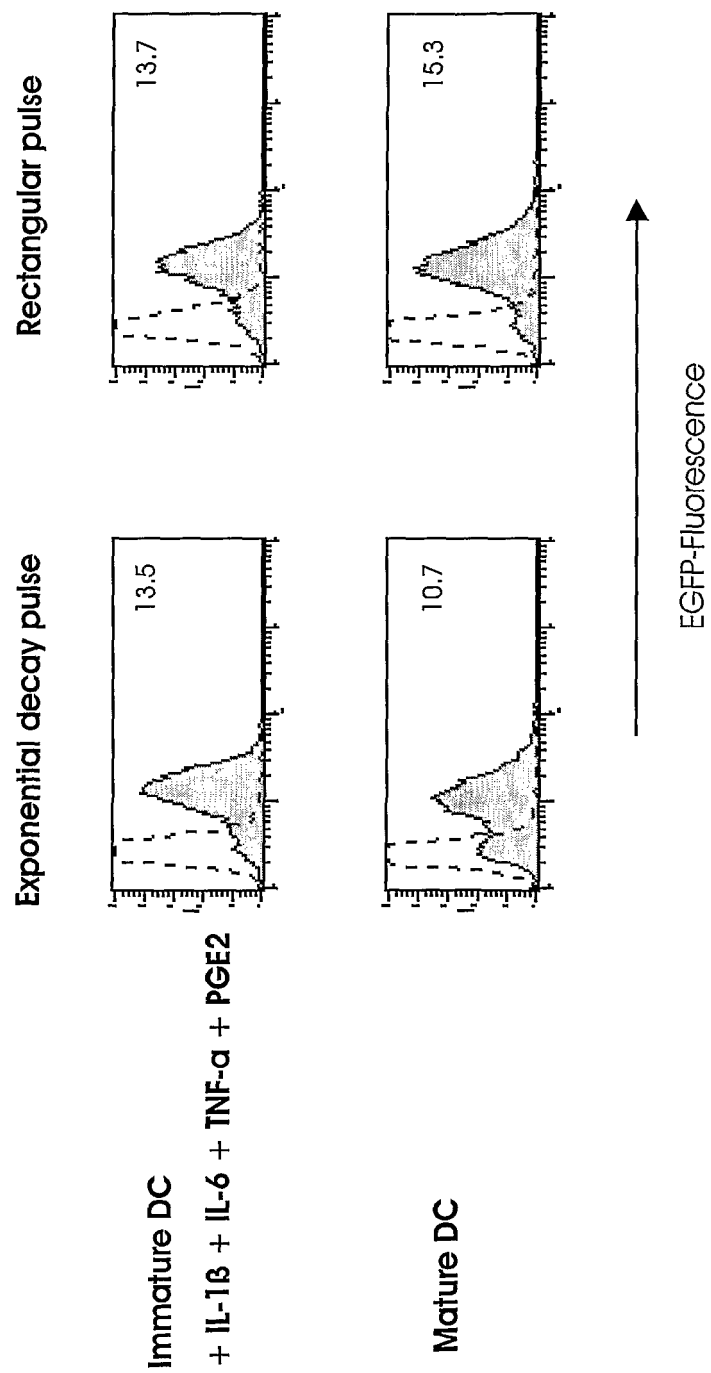 Exponential decay pulse
Rectangular pulse
Immature DC
+ IL-1ß + IL-6 + TNF-α + PGE2
13.5
13.7
Mature DC
10.7
15.3
EGFP-Fluorescence